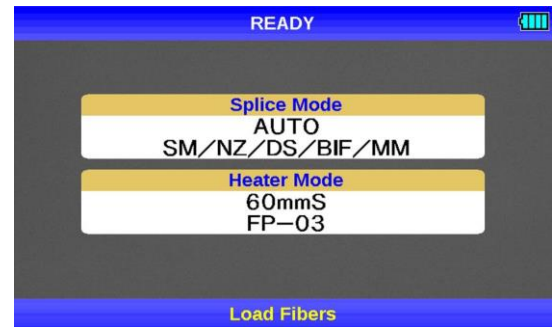 READY
Splice Mode
AUTO
SM/NZ/DS/BIF/MM
Heater Mode
60mmS
FP-03
Load Fibers